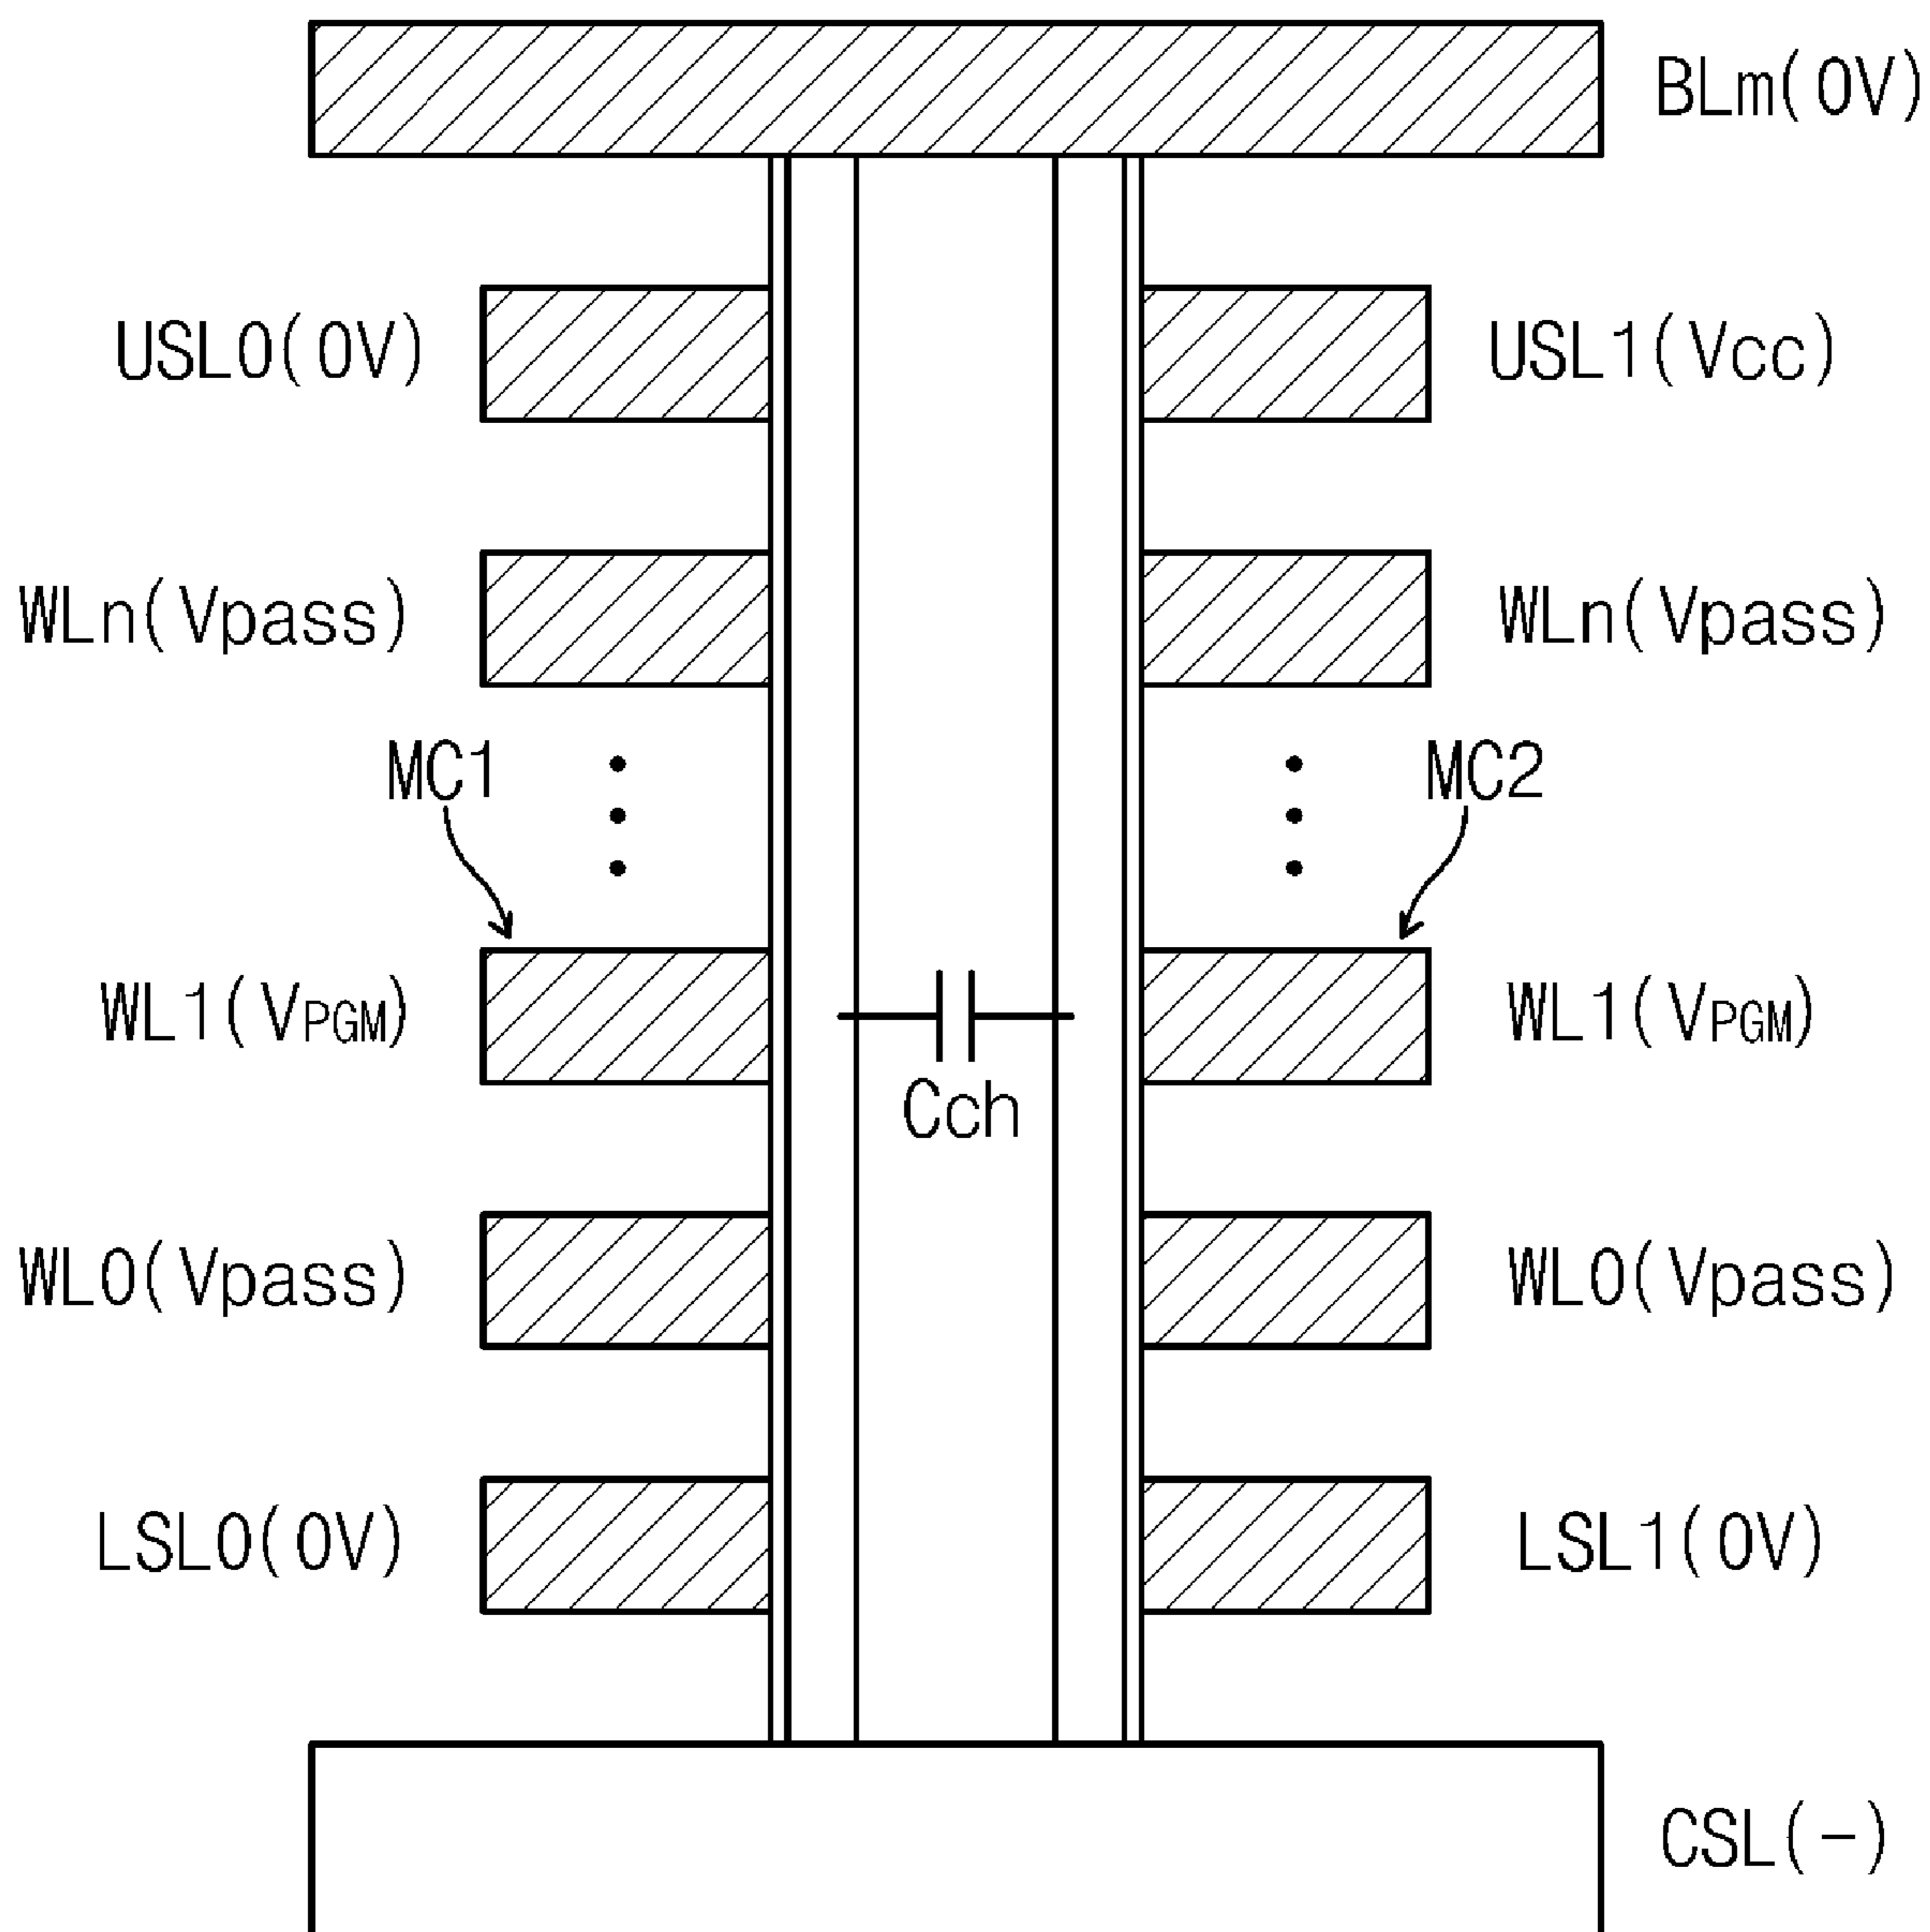 BLm(0V)
USL0(0V)
USL1(Vcc)
WLn(Vpass)
WLn(Vpass)
MC1
MC2
WL1(VPGM)
WL1(VPGM)
Cch
WL0(Vpass)
WL0(Vpass)
LSL0(0V)
LSL1(0V)
CSL(-)